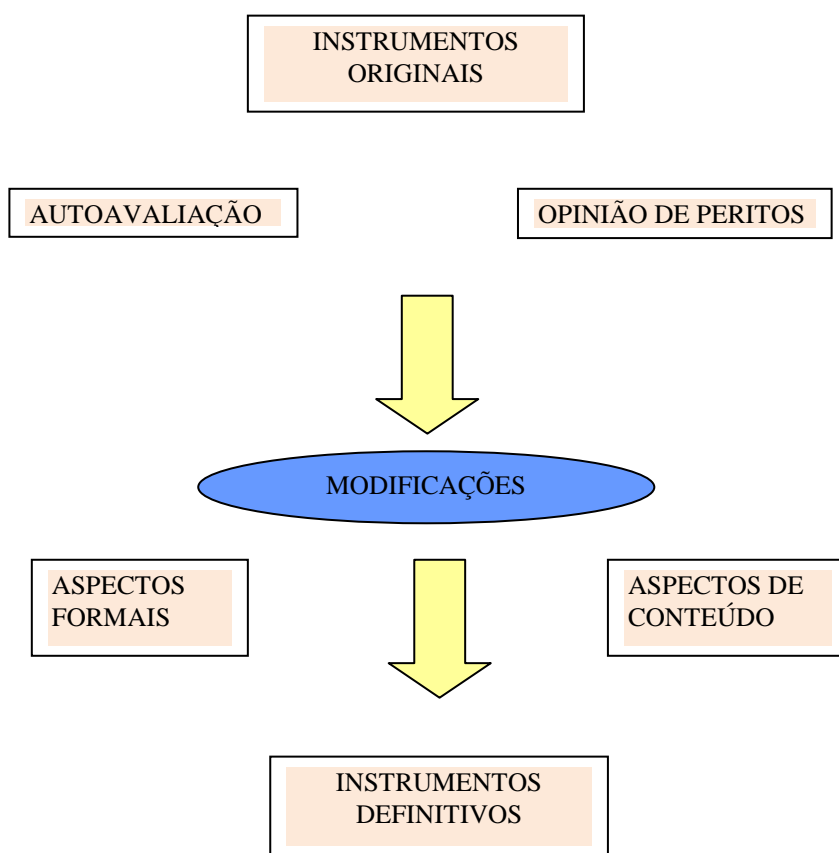 INSTRUMENTOS
ORIGINAIS
AUTOAVALIAÇÃO
OPINIÃO DE PERITOS
MODIFICAÇÕES
ASPECTOS
FORMAIS
ASPECTOS DE
CONTEÚDO
INSTRUMENTOS
DEFINITIVOS